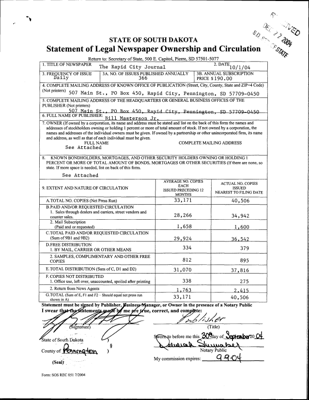 DEC 17 2004
STATE OF SOUTH DAKOTA
Statement of Legal Newspaper Ownership and Circulation
Return to: Secretary of State, 500 E. Capitol, Pierre, SD 57501-5077
1. TITLE OF NEWSPAPER
The Rapid City Journal
2. DATE
10/1/04
3. FREQUENCY OF ISSUE
Daily
3A. NO. OF ISSUES PUBLISHED ANNUALLY
366
3B. ANNUAL SUBSCRIPTION
PRICE $190.00
4. COMPLETE MAILING ADDRESS OF KNOWN OFFICE OF PUBLICATION (Street, City, County, State and ZIP+4 Code)
(Not printers)
507 Main St., PO Box 450, Rapid City, Pennington, SD 57709-0450
5. COMPLETE MAILING ADDRESS OF THE HEADQUARTERS OR GENERAL BUSINESS OFFICES OF THE
PUBLISHER (Not printers)
507 Main St., PO Box 450, Rapid City, Pennington, SD 57709-0450
6. FULL NAME OF PUBLISHER:
Bill Masterson Jr.
7. OWNER (If owned by a corporation, its name and address must be stated and list on the back of this form the names and
addresses of stockholders owning or holding 1 percent or more of total amount of stock. If not owned by a corporation, the
names and addresses of the individual owners must be given. If owned by a partnership or other unincorporated firm, its name
and address, as well as that of each individual must be given.
FULL NAME
COMPLETE MAILING ADDRESS
See Attached
8. KNOWN BONDHOLDERS, MORTGAGES, AND OTHER SECURITY HOLDERS OWNING OR HOLDING 1
PERCENT OR MORE OF TOTAL AMOUNT OF BONDS, MORTGAGES OR OTHER SECURITIES (If there are none, so
state. If more space is needed, list on back of this form).
See Attached
9. EXTENT AND NATURE OF CIRCULATION
AVERAGE NO. COPIES
EACH
ISSUED PRECEDING 12
MONTHS
ACTUAL NO. COPIES
ISSUED
NEAREST TO FILING DATE
A.TOTAL NO. COPIES (Net Press Run)
33,171
40,506
B.PAID AND/OR REQUESTED CIRCULATION
1. Sales through dealers and carriers, street vendors and
counter sales.
28,266
34,942
2. Mail Subscription
(Paid and or requested)
1,658
1,600
C.TOTAL PAID AND/OR REQUESTED CIRCULATION
(Sum of 9B1 and 9B2)
29,924
36,542
D.FREE DISTRIBUTION
1. BY MAIL, CARRIER OR OTHER MEANS
334
379
2. SAMPLES, COMPLIMENTARY AND OTHER FREE
COPIES
812
895
E. TOTAL DISTRIBUTION (Sum of C, D1 and D2)
31,070
37,816
F. COPIES NOT DISTRIBUTED
1. Office use, left over, unaccounted, spoiled after printing
338
275
2. Return from News Agents
1,763
2,415
G. TOTAL (Sum of E, F1 and F2 - Should equal net press run
shown in A)
33,171
40,506
Statement must be signed by Publisher, Business Manager, or Owner in the presence of a Notary Public
I swear that the statements made by me are true, correct, and complete:
Publisher
(Signature)
(Title)
State of South Dakota
Sworn to before me this 30th day of September 04
County of Pennington
Notary Public
(Seal)
My commission expires: